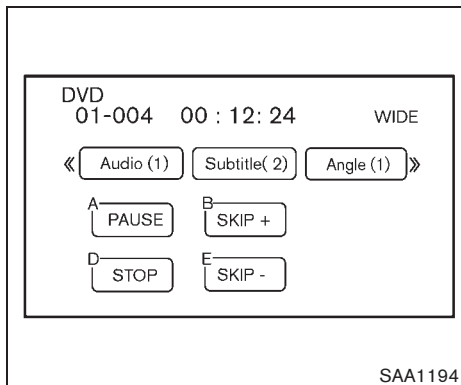 DVD
01-004 00 : 12: 24 WIDE
« Audio (1) Subtitle( 2) Angle (1) »
A PAUSE B SKIP +
D STOP E SKIP -
SAA1194